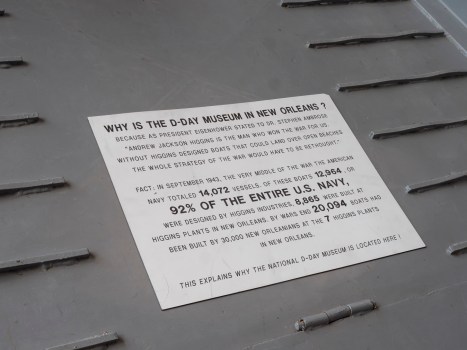 WHY IS THE D-DAY MUSEUM IN NEW ORLEANS ?
BECAUSE AS PRESIDENT EISENHOWER STATES TO DR. STEPHEN AMBROSE
"ANDREW JACKSON HIGGINS IS THE MAN WHO WON THE WAR FOR US.
WITHOUT HIGGINS DESIGNED BOATS THAT COULD LAND OVER OPEN BEACHES
THE WHOLE STRATEGY OF THE WAR WOULD HAVE TO BE RETHOUGHT."
FACT: IN SEPTEMBER 1943, THE VERY MIDDLE OF THE WAR THE AMERICAN
NAVY TOTALED 14,072 VESSELS. OF THESE BOATS 12,964, OR
92% OF THE ENTIRE U.S. NAVY,
WERE DESIGNED BY HIGGINS INDUSTRIES, 8,865 WERE BUILT AT
HIGGINS PLANTS IN NEW ORLEANS. BY WARS END 20,094 BOATS HAD
BEEN BUILT BY 30,000 NEW ORLEANIANS AT THE 7 HIGGINS PLANTS
IN NEW ORLEANS.
THIS EXPLAINS WHY THE NATIONAL D-DAY MUSEUM IS LOCATED HERE !